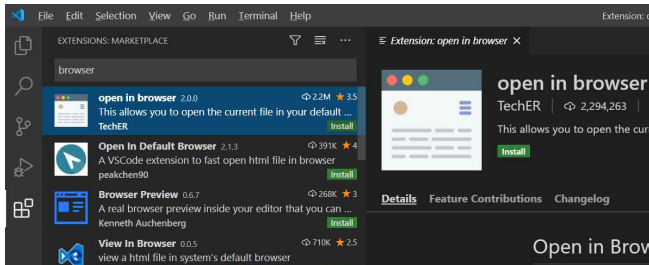 File Edit Selection View Go Run Terminal Help
Extension:
EXTENSIONS: MARKETPLACE
browser
open in browser 2.0.0 2.2M 3.5
This allows you to open the current file in your default ...
TechER Install
Open In Default Browser 2.1.3 391K 4
A VSCode extension to fast open html file in browser
peakchen90 Install
Browser Preview 0.6.7 268K 3
A real browser preview inside your editor that you can ...
Kenneth Auchenberg Install
View In Browser 0.0.5 710K 2.5
view a html file in system's default browser
Extension: open in browser
open in browser
TechER 2,294,263
This allows you to open the cur
Install
Details Feature Contributions Changelog
Open in Brow